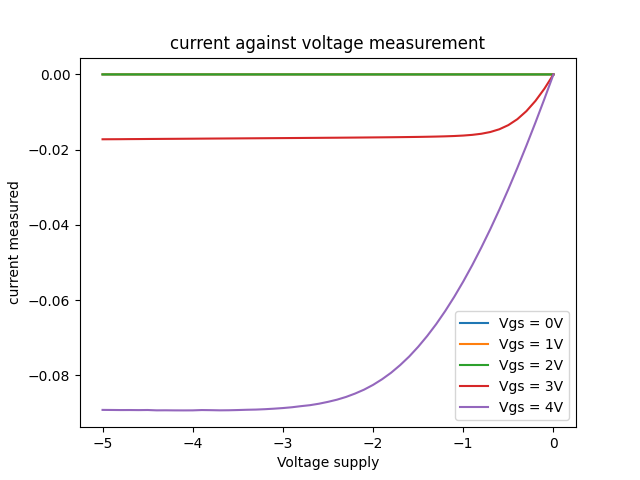 current against voltage measurement
current measured
0.00
−0.02
−0.04
−0.06
−0.08
Vgs = 0V
Vgs = 1V
Vgs = 2V
Vgs = 3V
Vgs = 4V
−5
−4
−3
−2
−1
0
Voltage supply